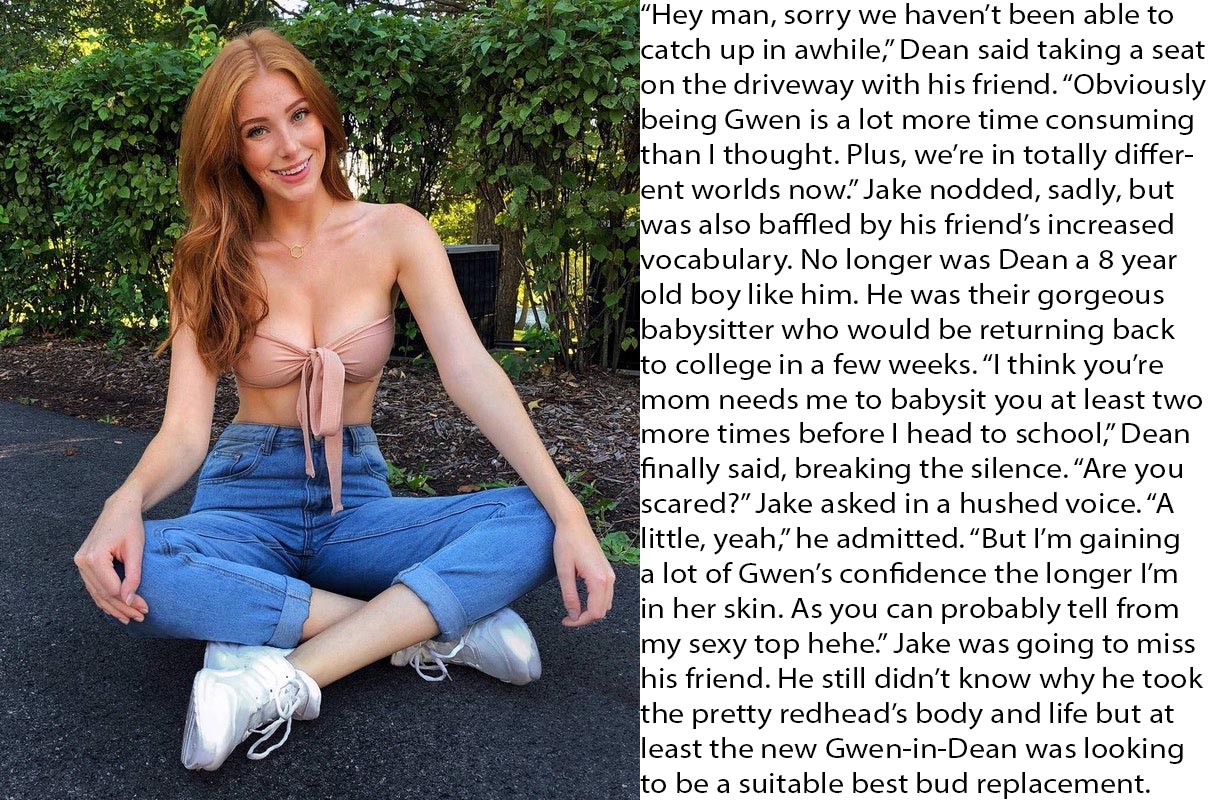 “Hey man, sorry we haven’t been able to
catch up in awhile,” Dean said taking a seat
on the driveway with his friend. “Obviously
being Gwen is a lot more time consuming
than I thought. Plus, we’re in totally differ-
ent worlds now.” Jake nodded, sadly, but
was also baffled by his friend’s increased
vocabulary. No longer was Dean a 8 year
old boy like him. He was their gorgeous
babysitter who would be returning back
to college in a few weeks. “I think you’re
mom needs me to babysit you at least two
more times before I head to school,” Dean
finally said, breaking the silence. “Are you
scared?” Jake asked in a hushed voice. “A
little, yeah,” he admitted. “But I’m gaining
a lot of Gwen’s confidence the longer I’m
in her skin. As you can probably tell from
my sexy top hehe.” Jake was going to miss
his friend. He still didn’t know why he took
the pretty redhead’s body and life but at
least the new Gwen-in-Dean was looking
to be a suitable best bud replacement.